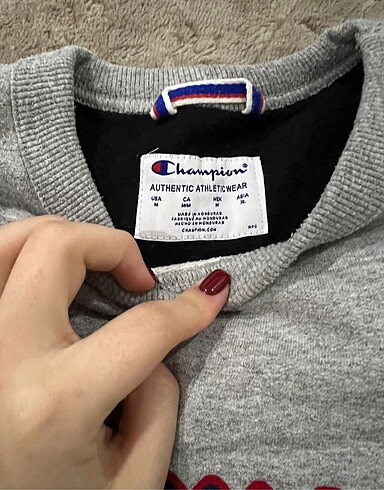 Champion®
AUTHENTIC ATHLETICWEAR
USA CA MEX ASIA
M M/M M XL
MADE IN HONDURAS
FABRIQUÉ AU HONDURAS
HECHO EN HONDURAS
CHAMPION.COM